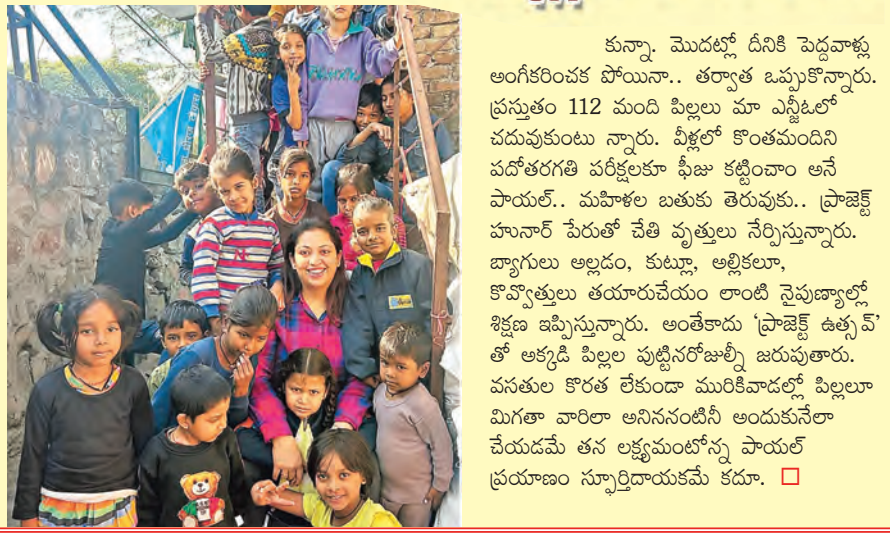 కున్నా. మొదట్లో దీనికి పెద్దవాళ్లు
అంగీకరించక పోయినా.. తర్వాత ఒప్పుకొన్నారు.
ప్రస్తుతం 112 మంది పిల్లలు మా ఎన్జీఓలో
చదువుకుంటు న్నారు. వీళ్లలో కొంతమందిని
పదోతరగతి పరీక్షలకూ ఫీజు కట్టించాం అనే
పాయల్.. మహిళల బతుకు తెరువుకు.. ప్రాజెక్ట్
హునార్ పేరుతో చేతి వృత్తులు నేర్పిస్తున్నారు.
బ్యాగులు అల్లడం, కుట్లూ, అల్లికలూ,
కొవ్వొత్తులు తయారుచేయం లాంటి నైపుణ్యాల్లో
శిక్షణ ఇప్పిస్తున్నారు. అంతేకాదు ‘ప్రాజెక్ట్ ఉత్సవ్’
తో అక్కడి పిల్లల పుట్టినరోజుల్నీ జరుపుతారు.
వసతుల కొరత లేకుండా మురికివాడల్లో పిల్లలూ
మిగతా వారిలా అనిననంటినీ అందుకునేలా
చేయడమే తన లక్ష్యమంటోన్న పాయల్
ప్రయాణం స్ఫూర్తిదాయకమే కదూ.